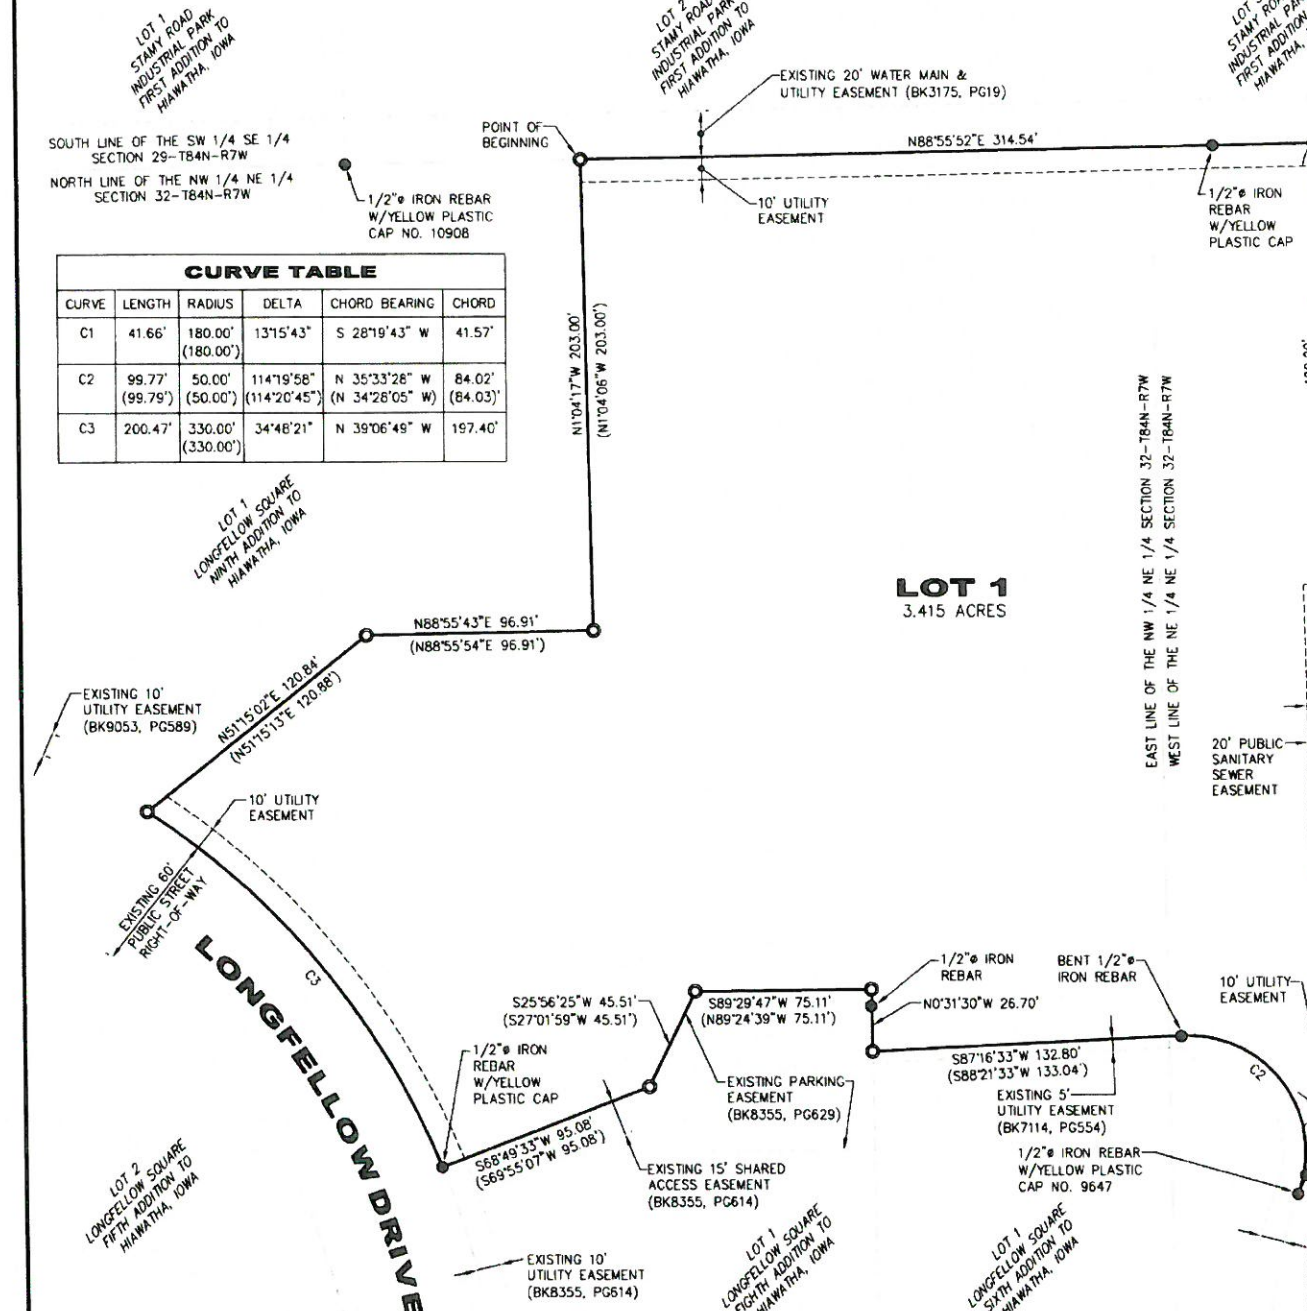 LOT 1
STAMY ROAD
INDUSTRIAL PARK
FIRST ADDITION TO
HIAWATHA, IOWA
LOT 2
STAMY ROAD
INDUSTRIAL PARK
FIRST ADDITION TO
HIAWATHA, IOWA
LOT
STAMY
INDUSTRIAL
FIRST ADDITION
HIAWATHA,
EXISTING 20' WATER MAIN &
UTILITY EASEMENT (BK3175, PG19)
POINT OF
BEGINNING
N88°55'52"E 314.54'
SOUTH LINE OF THE SW 1/4 SE 1/4
SECTION 29-T84N-R7W
NORTH LINE OF THE NW 1/4 NE 1/4
SECTION 32-T84N-R7W
1/2"ø IRON REBAR
W/YELLOW PLASTIC
CAP NO. 10908
10' UTILITY
EASEMENT
1/2"ø IRON
REBAR
W/YELLOW
PLASTIC CAP
CURVE TABLE
CURVE LENGTH RADIUS DELTA CHORD BEARING CHORD
C1 41.66' 180.00' 13°15'43" S 28°19'43" W 41.57'
(180.00')
C2 99.77' 50.00' 114°19'58" N 35°33'28" W 84.02'
(99.79') (50.00') (114°20'45") (N 34°28'05" W) (84.03)'
C3 200.47' 330.00' 34°48'21" N 39°06'49" W 197.40'
(330.00')
N1°04'17"W 203.00'
(N1°04'06"W 203.00')
EAST LINE OF THE NW 1/4 NE 1/4 SECTION 32-T84N-R7W
WEST LINE OF THE NE 1/4 NE 1/4 SECTION 32-T84N-R7W
LOT 1
LONGFELLOW SQUARE
NINTH ADDITION TO
HIAWATHA, IOWA
LOT 1
3.415 ACRES
N88°55'43"E 96.91'
(N88°55'54"E 96.91')
N51°15'02"E 120.84'
(N51°15'13"E 120.88')
EXISTING 10'
UTILITY EASEMENT
(BK9053, PG589)
20' PUBLIC
SANITARY
SEWER
EASEMENT
10' UTILITY
EASEMENT
EXISTING 60'
PUBLIC STREET
RIGHT-OF-WAY
C3
LONGFELLOW DRIVE
1/2"ø IRON
REBAR
BENT 1/2"ø
IRON REBAR
10' UTILITY
EASEMENT
S25°56'25"W 45.51'
(S27°01'59"W 45.51')
S89°29'47"W 75.11'
(N89°24'39"W 75.11')
N0°31'30"W 26.70'
1/2"ø IRON
REBAR
W/YELLOW
PLASTIC CAP
S87°16'33"W 132.80'
(S88°21'33"W 133.04')
C2
EXISTING PARKING
EASEMENT
(BK8355, PG629)
EXISTING 5'
UTILITY EASEMENT
(BK7114, PG554)
S68°49'33"W 95.08'
(S69°55'07"W 95.08')
1/2"ø IRON REBAR
W/YELLOW PLASTIC
CAP NO. 9647
EXISTING 15' SHARED
ACCESS EASEMENT
(BK8355, PG614)
LOT 2
LONGFELLOW SQUARE
FIFTH ADDITION TO
HIAWATHA, IOWA
EXISTING 10'
UTILITY EASEMENT
(BK8355, PG614)
LOT 1
LONGFELLOW SQUARE
EIGHTH ADDITION TO
HIAWATHA, IOWA
LOT 1
LONGFELLOW SQUARE
SIXTH ADDITION TO
HIAWATHA, IOWA